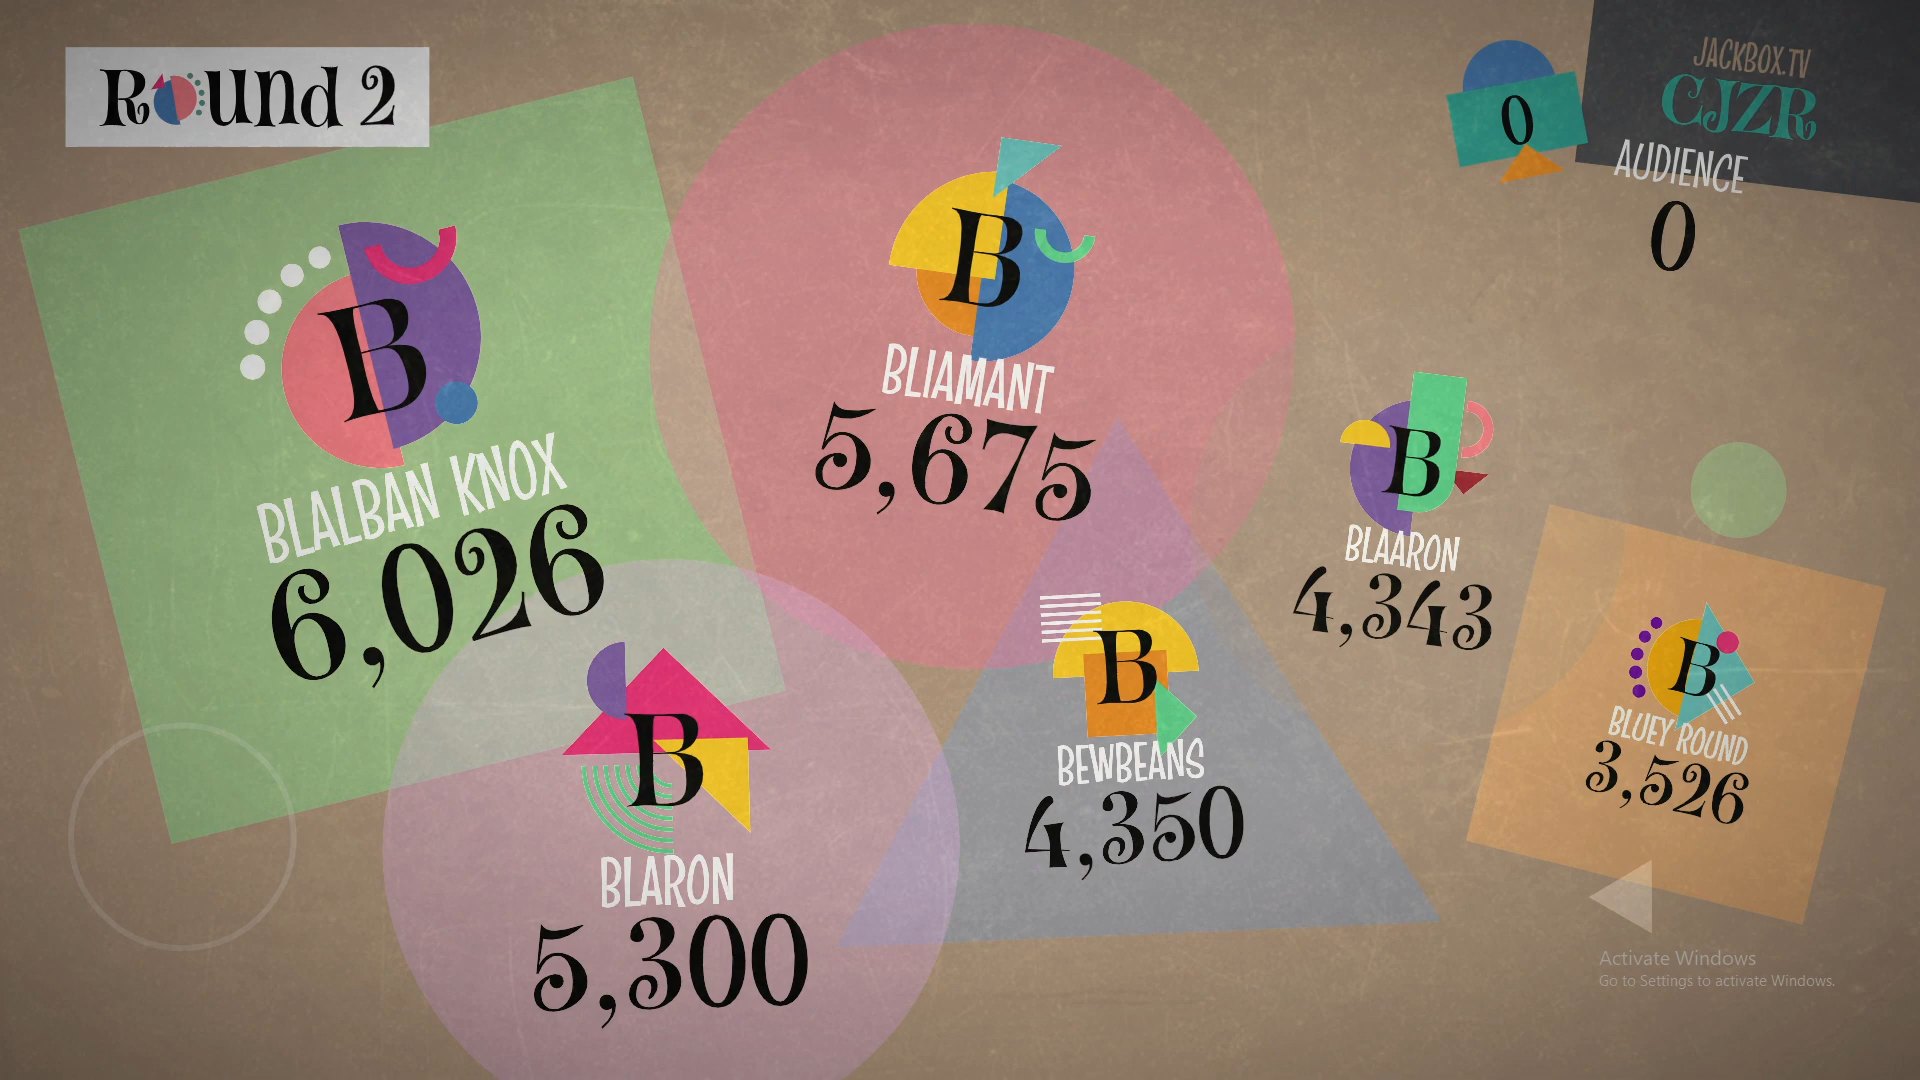 Round 2
B
BLALBAN KNOX
6,026
B
BLIAMANT
5,675
0
JACKBOX.TV
CJZR
AUDIENCE
0
B
BLAARON
4,343
B
BLARON
5,300
B
BEWBEANS
4,350
B
BLUEY ROUND
3,526
Activate Windows
Go to Settings to activate Windows.